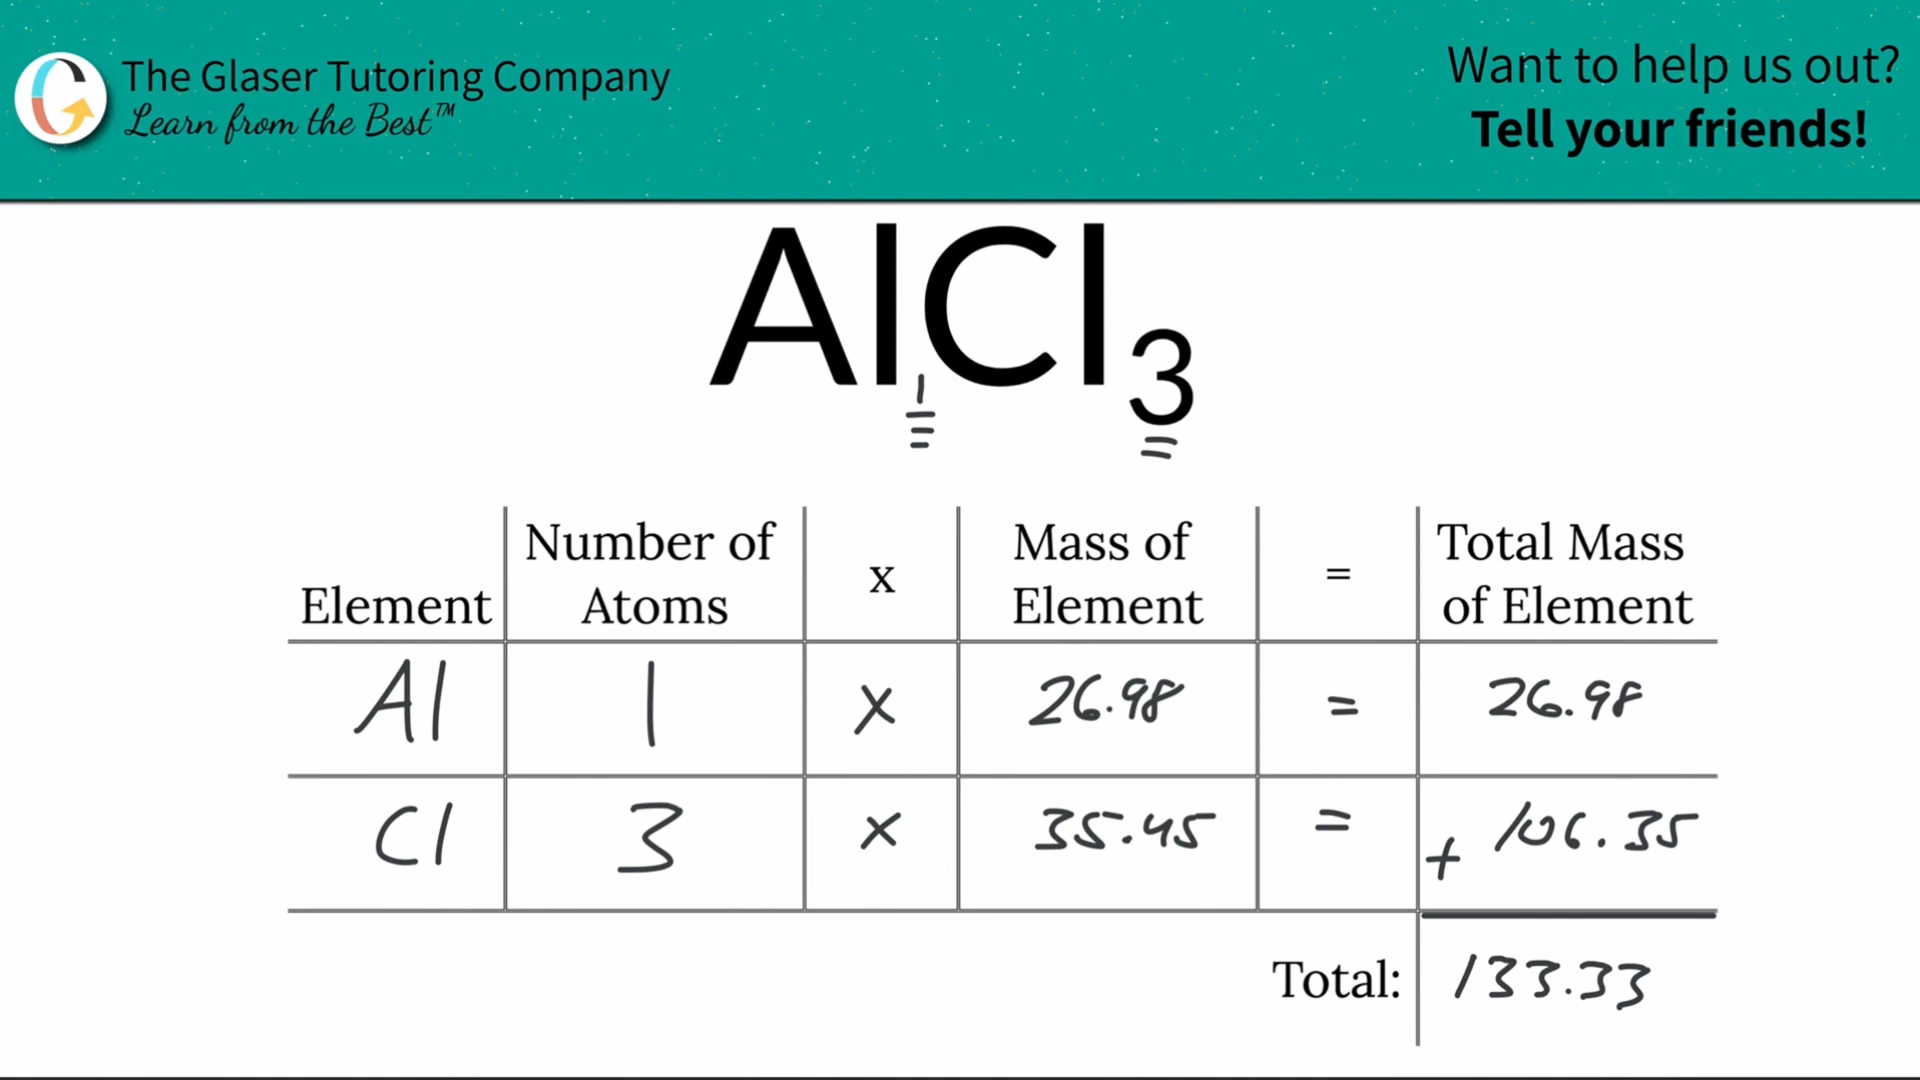 The Glaser Tutoring Company
Learn from the Best™
Want to help us out?
Tell your friends!
AlCl3
1
Element Number of Atoms x Mass of Element = Total Mass of Element
Al 1 x 26.98 = 26.98
Cl 3 x 35.45 = + 106.35
Total: 133.33